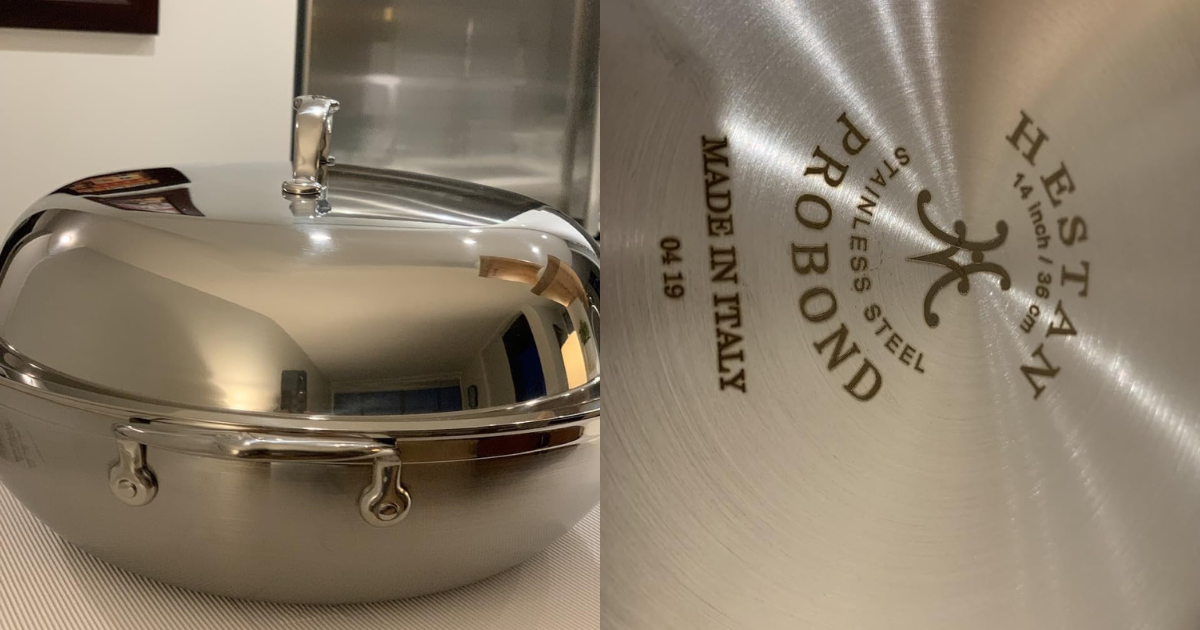 HESTAN
14 inch / 36 cm
STAINLESS STEEL
PROBOND
MADE IN ITALY
04 19